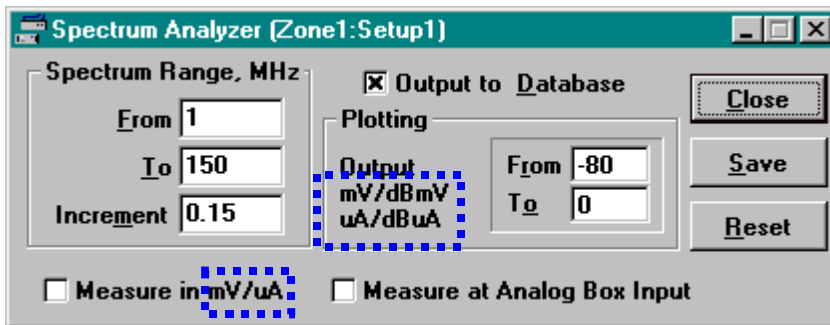 Spectrum Analyzer (Zone1:Setup1)
Spectrum Range, MHz
From 1
To 150
Increment 0.15
Output to Database
Plotting
Output
mV/dBmV
uA/dBuA
From -80
To 0
Close
Save
Reset
Measure in mV/uA
Measure at Analog Box Input